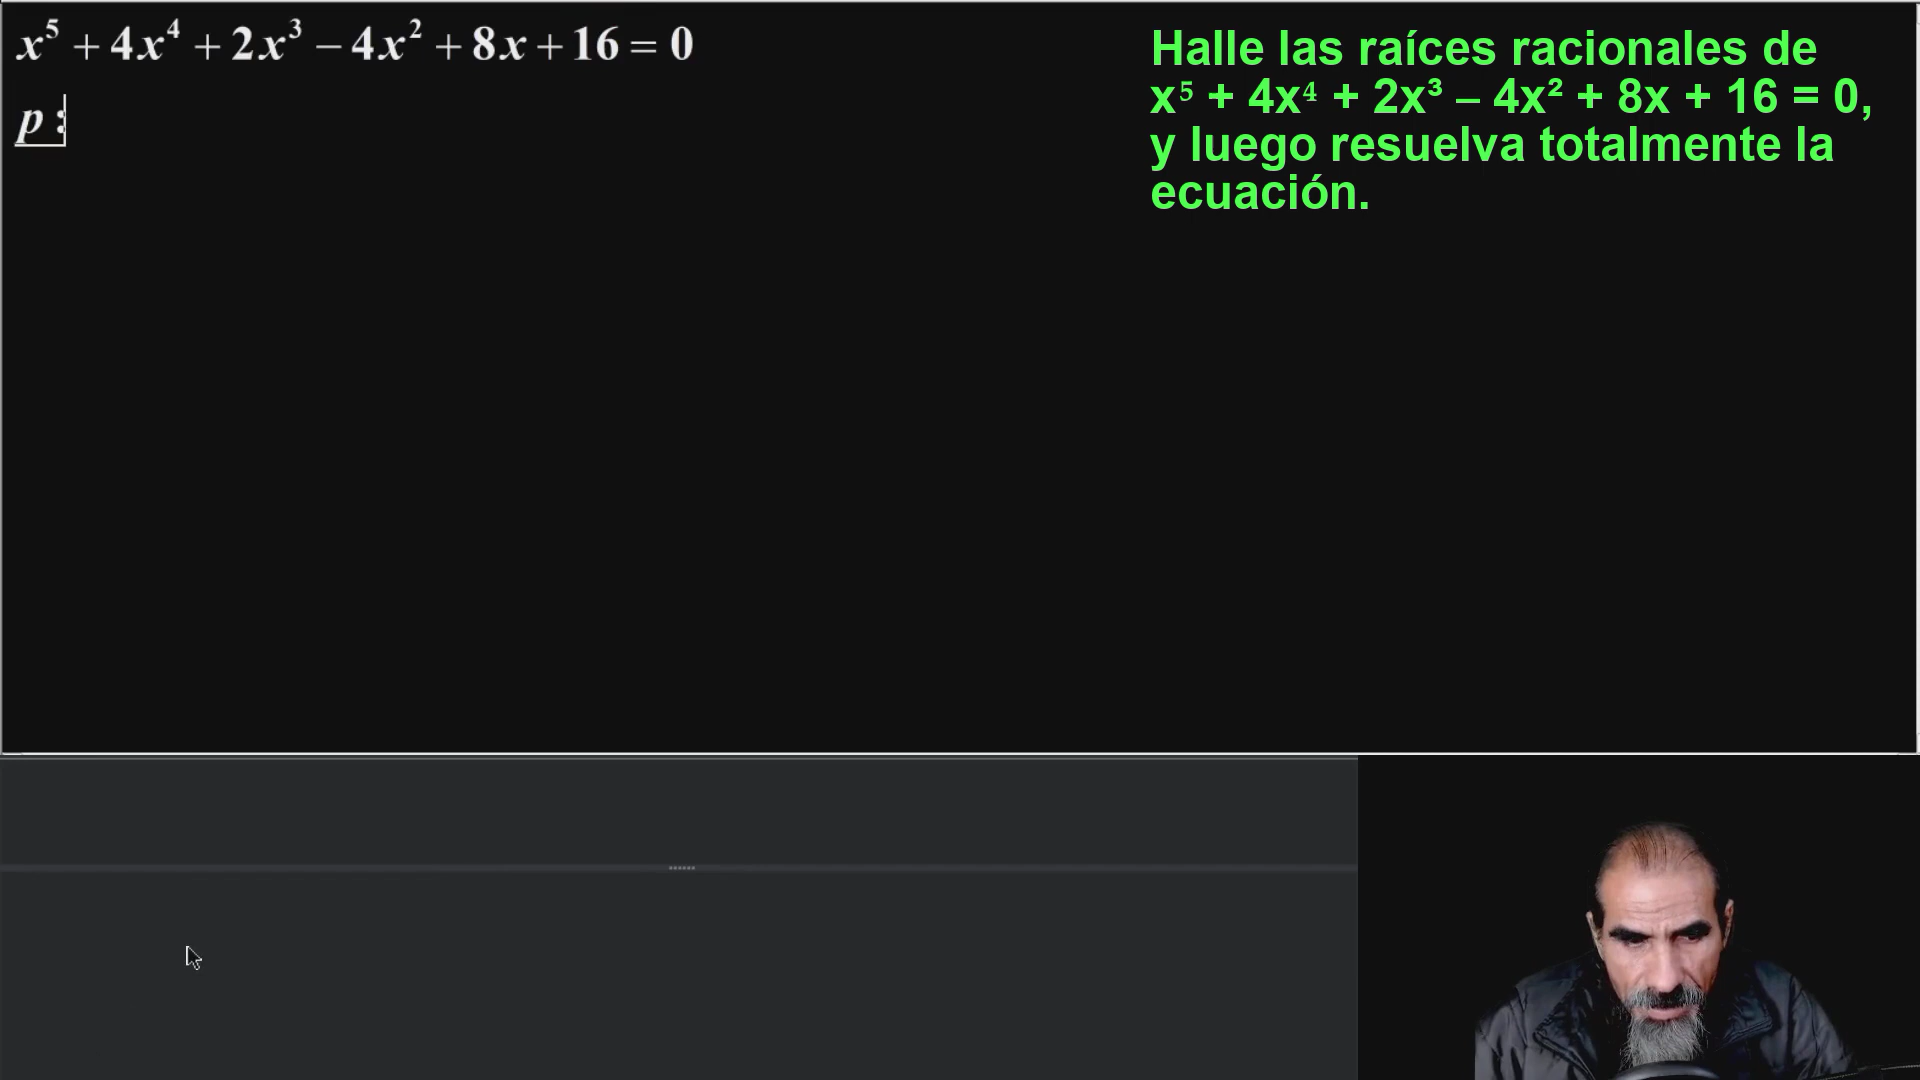 x⁵ + 4x⁴ + 2x³ − 4x² + 8x + 16 = 0
p :
Halle las raíces racionales de
x⁵ + 4x⁴ + 2x³ – 4x² + 8x + 16 = 0,
y luego resuelva totalmente la
ecuación.